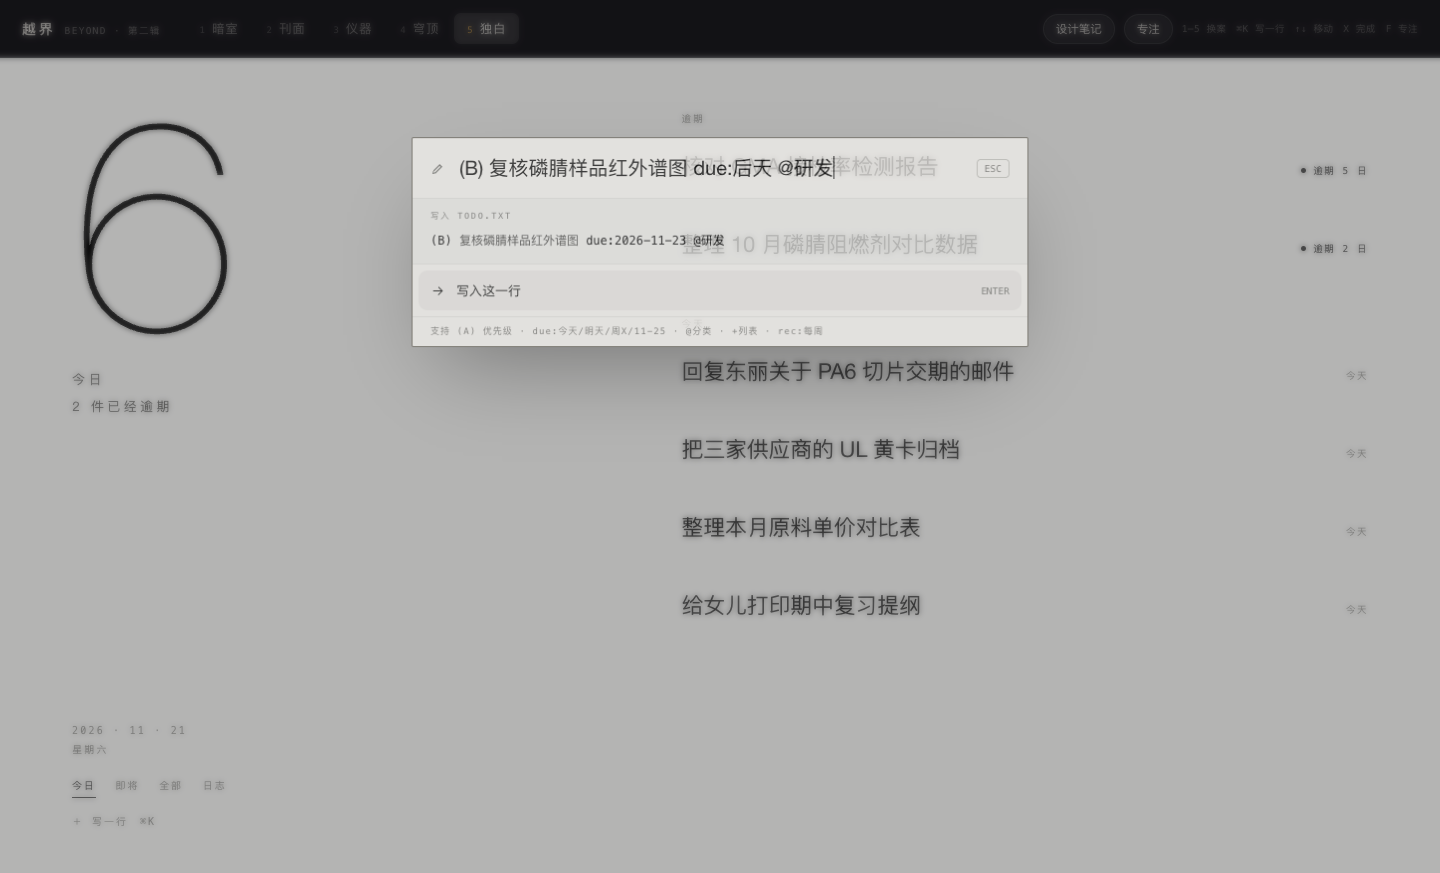 越界 BEYOND · 第二辑 1 暗室 2 刊面 3 仪器 4 穹顶 5 独白 设计笔记 专注 1—5 换案 ⌘K 写一行 ↑↓ 移动 X 完成 F 专注
6
今日
2 件已经逾期
逾期
(B) 复核磷腈样品红外谱图 due:后天 @研发 ESC
率检测报告 逾期 5 日
写入 TODO.TXT
(B) 复核磷腈样品红外谱图 due:2026-11-23 @研发
整理 10 月磷腈阻燃剂对比数据 逾期 2 日
→ 写入这一行 ENTER
支持 (A) 优先级 · due:今天/明天/周X/11-25 · @分类 · +列表 · rec:每周
回复东丽关于 PA6 切片交期的邮件 今天
把三家供应商的 UL 黄卡归档 今天
整理本月原料单价对比表 今天
给女儿打印期中复习提纲 今天
2026 · 11 · 21
星期六
今日 即将 全部 日志
+ 写一行 ⌘K